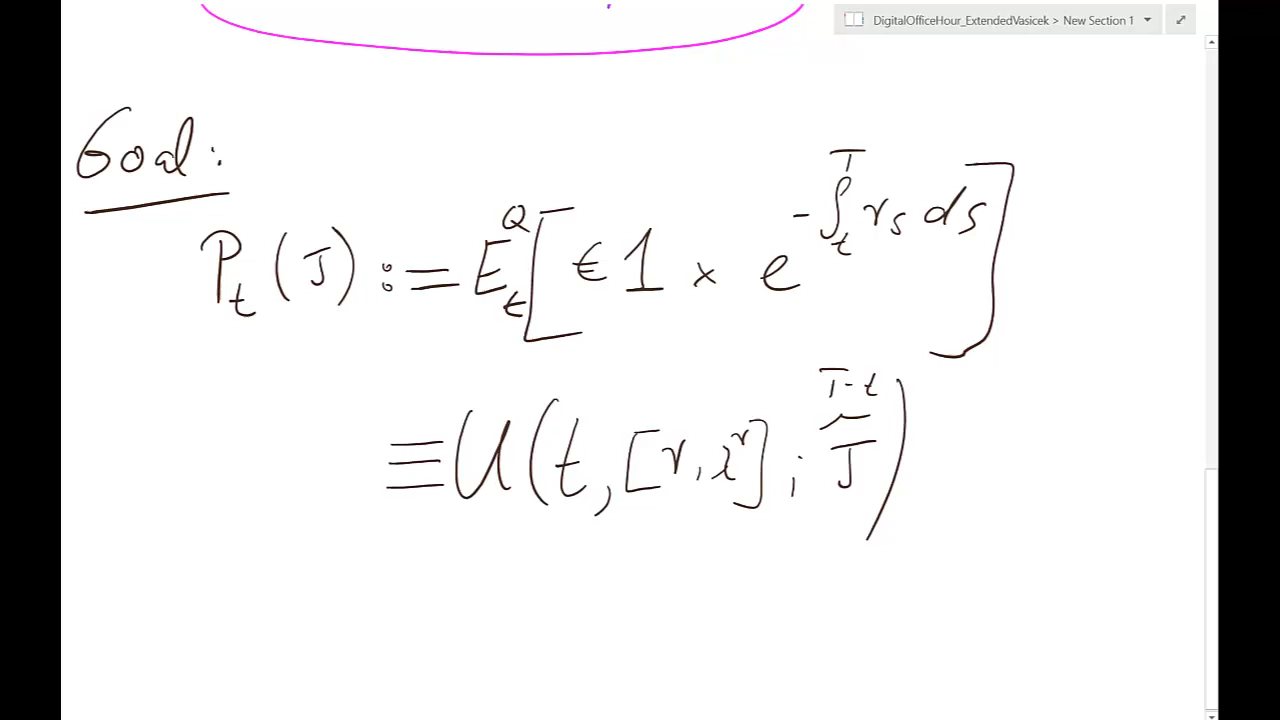 DigitalOfficeHour_ExtendedVasicek > New Section 1
Goal:
P_t(J) := E_t^Q [ € 1 × e^{-∫_t^T r_s ds} ]
T-t
≡ U(t, [r, λ^r]; J)